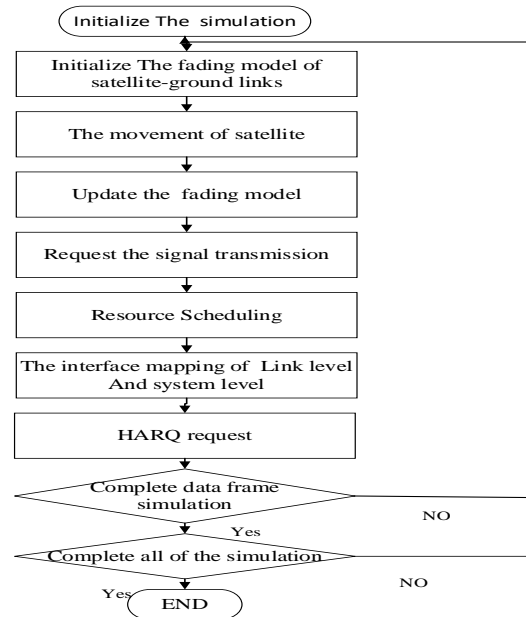 Initialize The simulation
Initialize The fading model of
satellite-ground links
The movement of satellite
Update the fading model
Request the signal transmission
Resource Scheduling
The interface mapping of Link level
And system level
HARQ request
Complete data frame
simulation
NO
Yes
Complete all of the simulation
NO
Yes
END